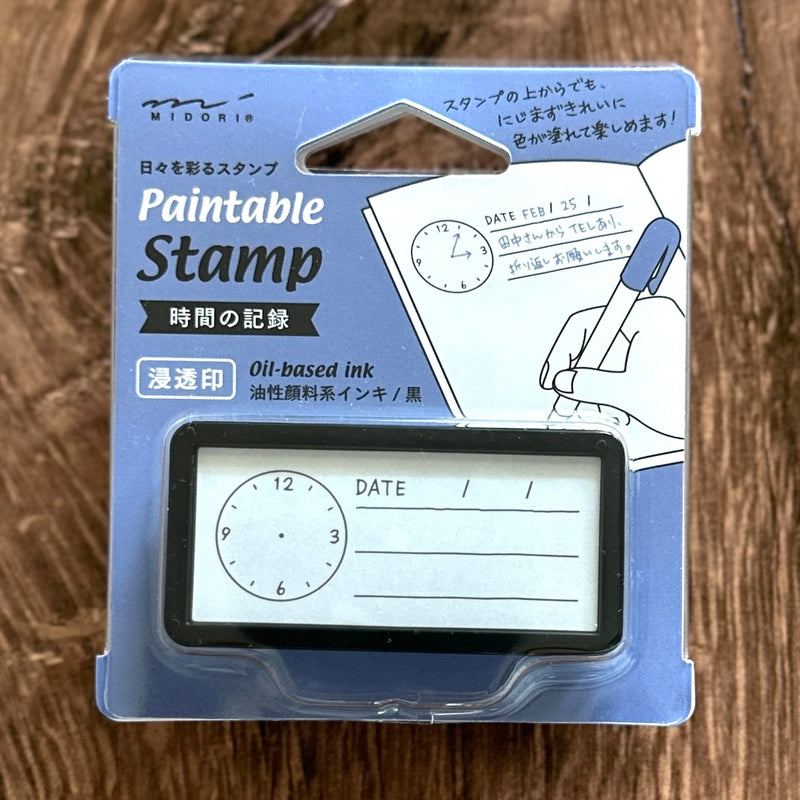 MIDORI®
スタンプの上からでも、
にじまずきれいに
色が塗れて楽しめます!
日々を彩るスタンプ
Paintable
Stamp
時間の記録
浸透印
Oil-based ink
油性顔料系インキ / 黒
12
3
6
9
DATE FEB / 25 /
田中さんから TELあり、
折り返しお願いします。
12
3
6
9
DATE / /